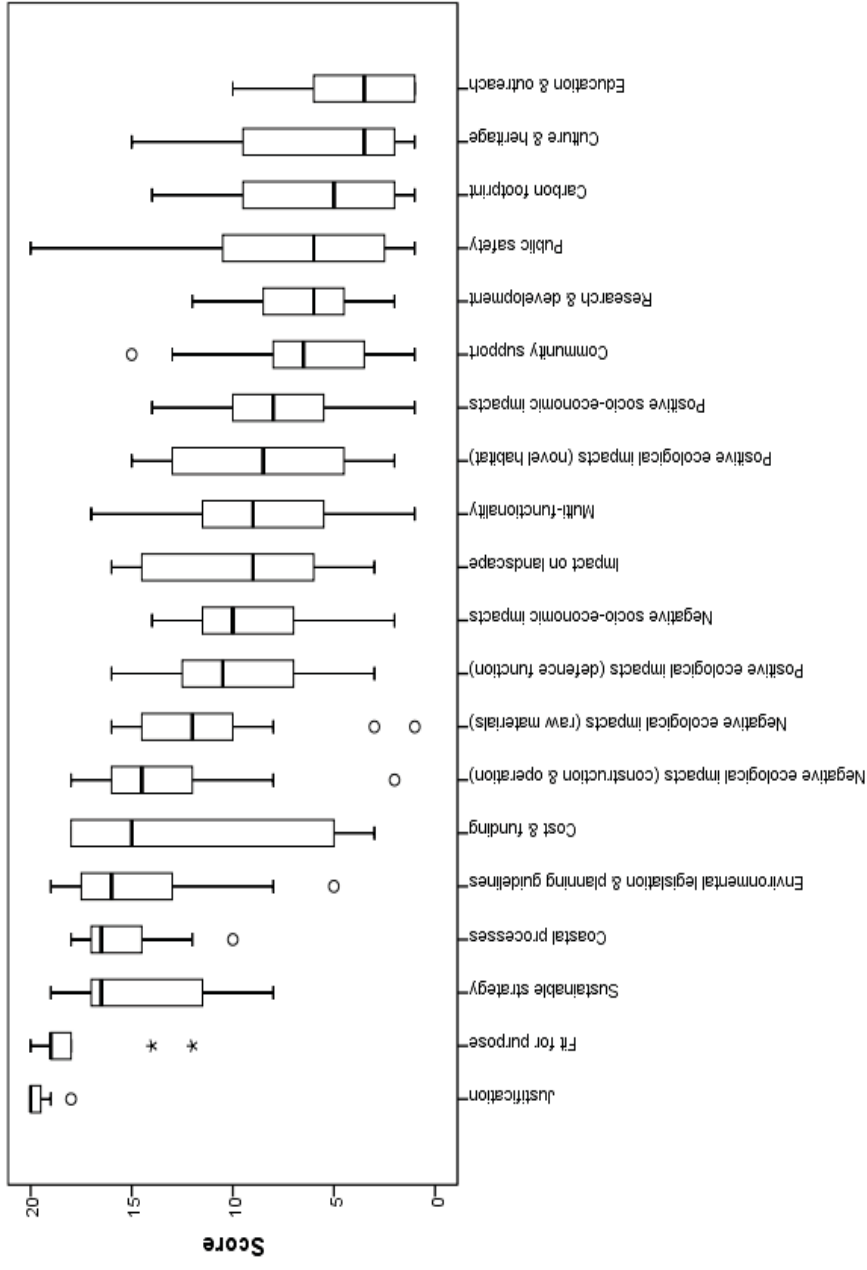 Education & outreach
Culture & heritage
Carbon footprint
Public safety
Research & development
Community support
Positive socio-economic impacts
Positive ecological impacts (novel habitat)
Multi-functionality
Impact on landscape
Negative socio-economic impacts
Positive ecological impacts (defence function)
Negative ecological impacts (raw materials)
Negative ecological impacts (construction & operation)
Cost & funding
Environmental legislation & planning guidelines
Coastal processes
Sustainable strategy
Fit for purpose
Justification
20
15
10
5
0
Score